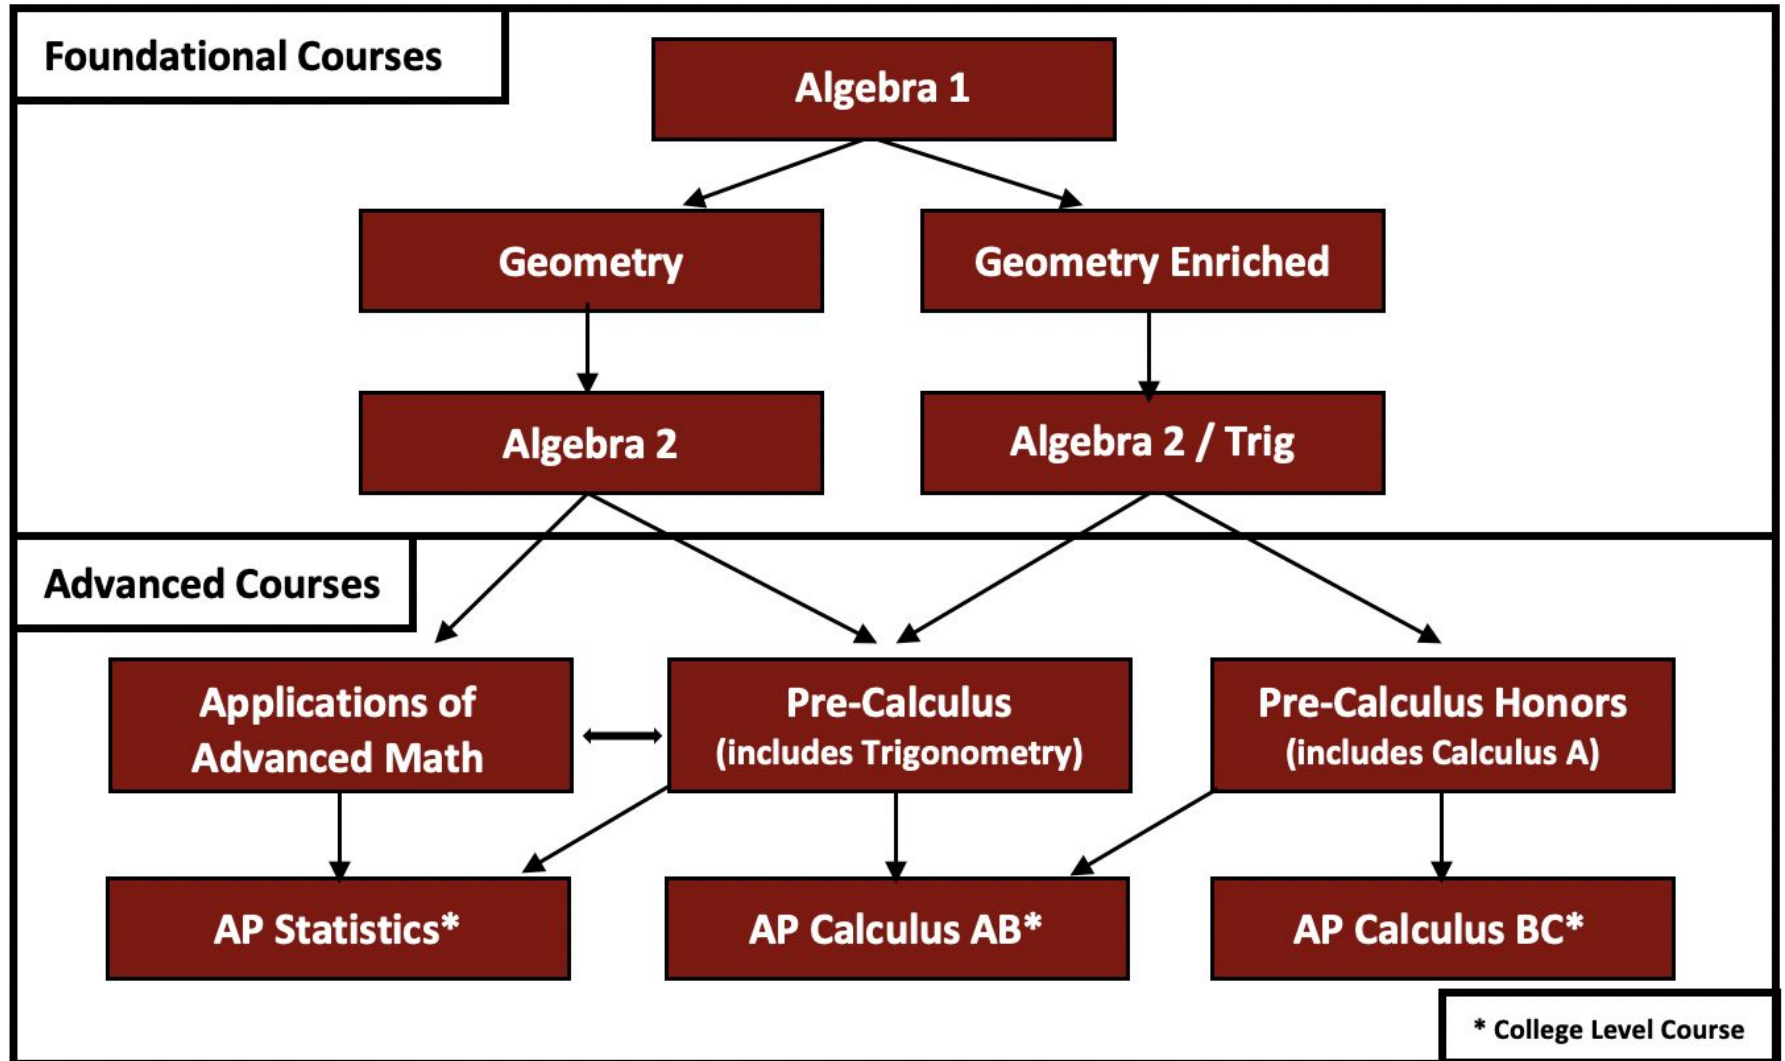 Foundational Courses
Algebra 1
Geometry
Geometry Enriched
Algebra 2
Algebra 2 / Trig
Advanced Courses
Applications of
Advanced Math
Pre-Calculus
(includes Trigonometry)
Pre-Calculus Honors
(includes Calculus A)
AP Statistics*
AP Calculus AB*
AP Calculus BC*
* College Level Course